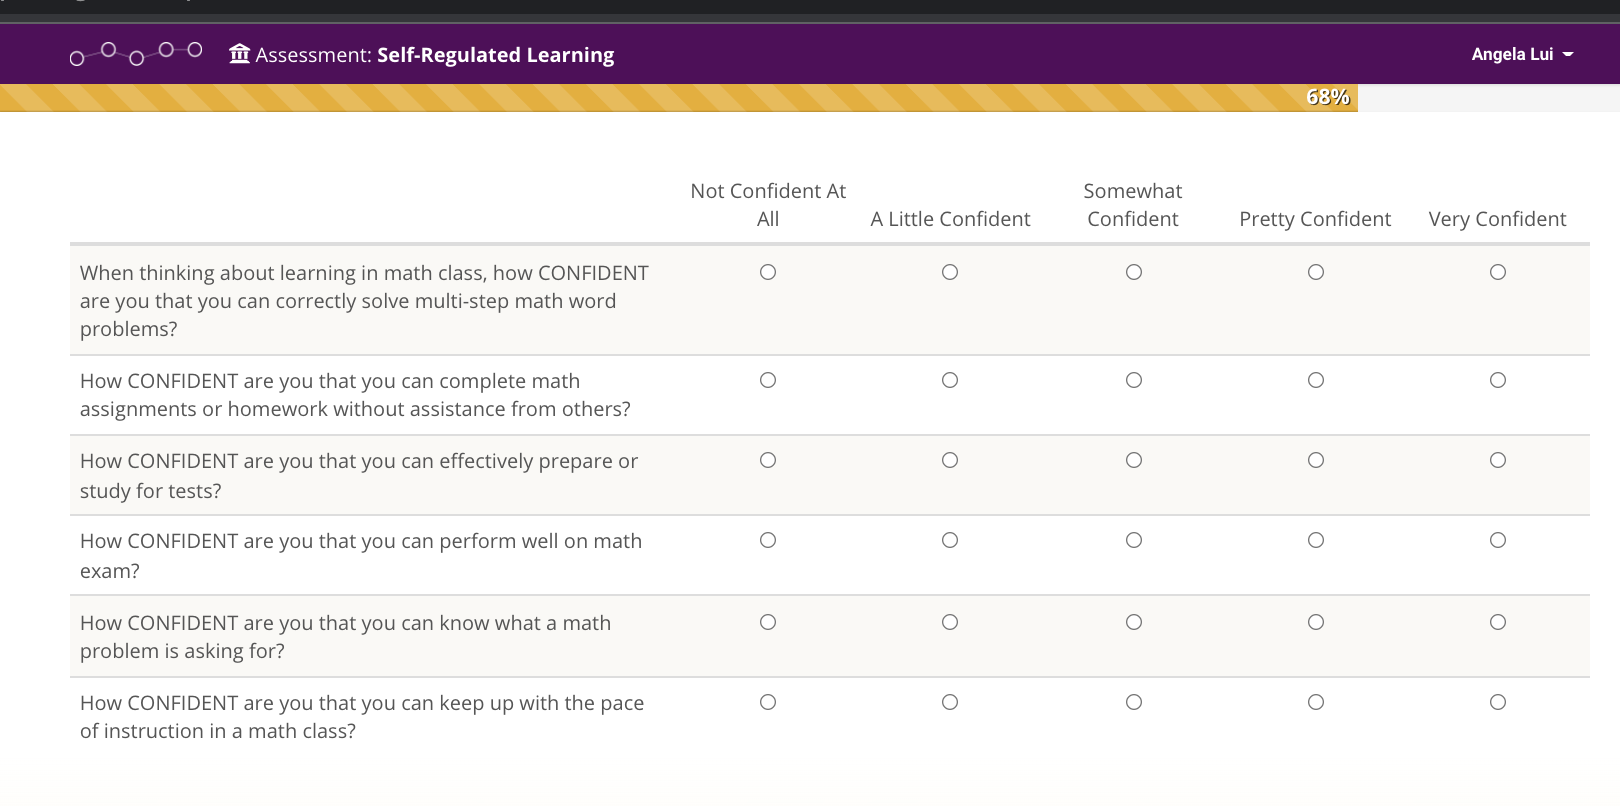 Assessment: Self-Regulated Learning
Angela Lui
68%
Not Confident At
All
A Little Confident
Somewhat
Confident
Pretty Confident
Very Confident
When thinking about learning in math class, how CONFIDENT
are you that you can correctly solve multi-step math word
problems?
How CONFIDENT are you that you can complete math
assignments or homework without assistance from others?
How CONFIDENT are you that you can effectively prepare or
study for tests?
How CONFIDENT are you that you can perform well on math
exam?
How CONFIDENT are you that you can know what a math
problem is asking for?
How CONFIDENT are you that you can keep up with the pace
of instruction in a math class?